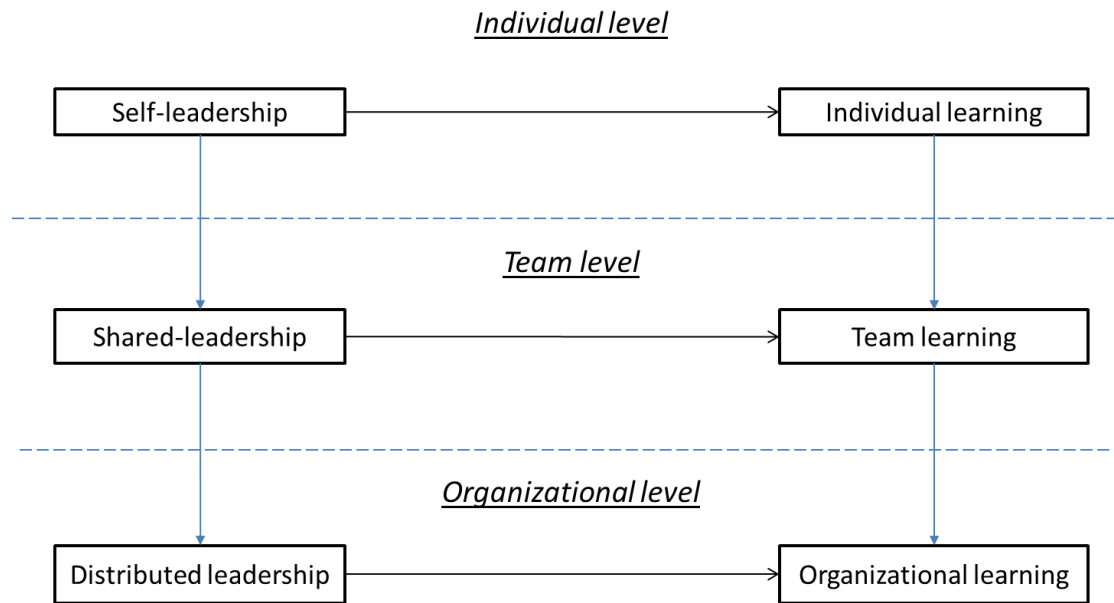 Individual level
Self-leadership
Individual learning
Team level
Shared-leadership
Team learning
Organizational level
Distributed leadership
Organizational learning